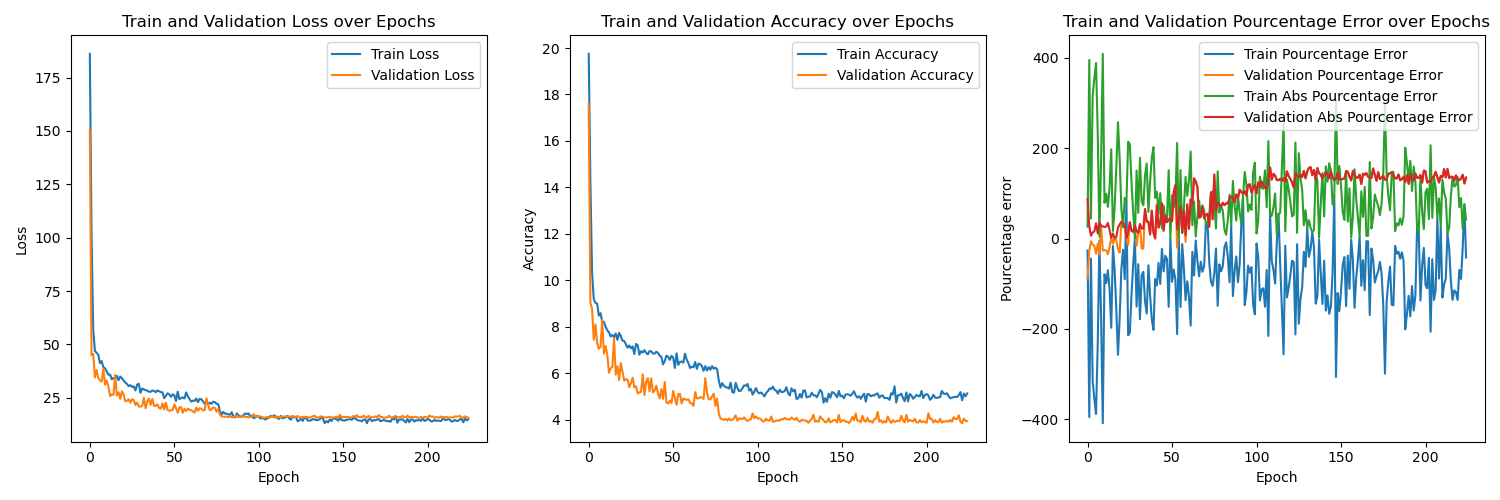 Train and Validation Loss over Epochs
Train Loss
Validation Loss
175
150
125
100
75
50
25
Loss
0
50
100
150
200
Epoch
Train and Validation Accuracy over Epochs
Train Accuracy
Validation Accuracy
20
18
16
14
12
10
8
6
4
Accuracy
0
50
100
150
200
Epoch
Train and Validation Pourcentage Error over Epochs
Train Pourcentage Error
Validation Pourcentage Error
Train Abs Pourcentage Error
Validation Abs Pourcentage Error
400
200
0
−200
−400
Pourcentage error
0
50
100
150
200
Epoch